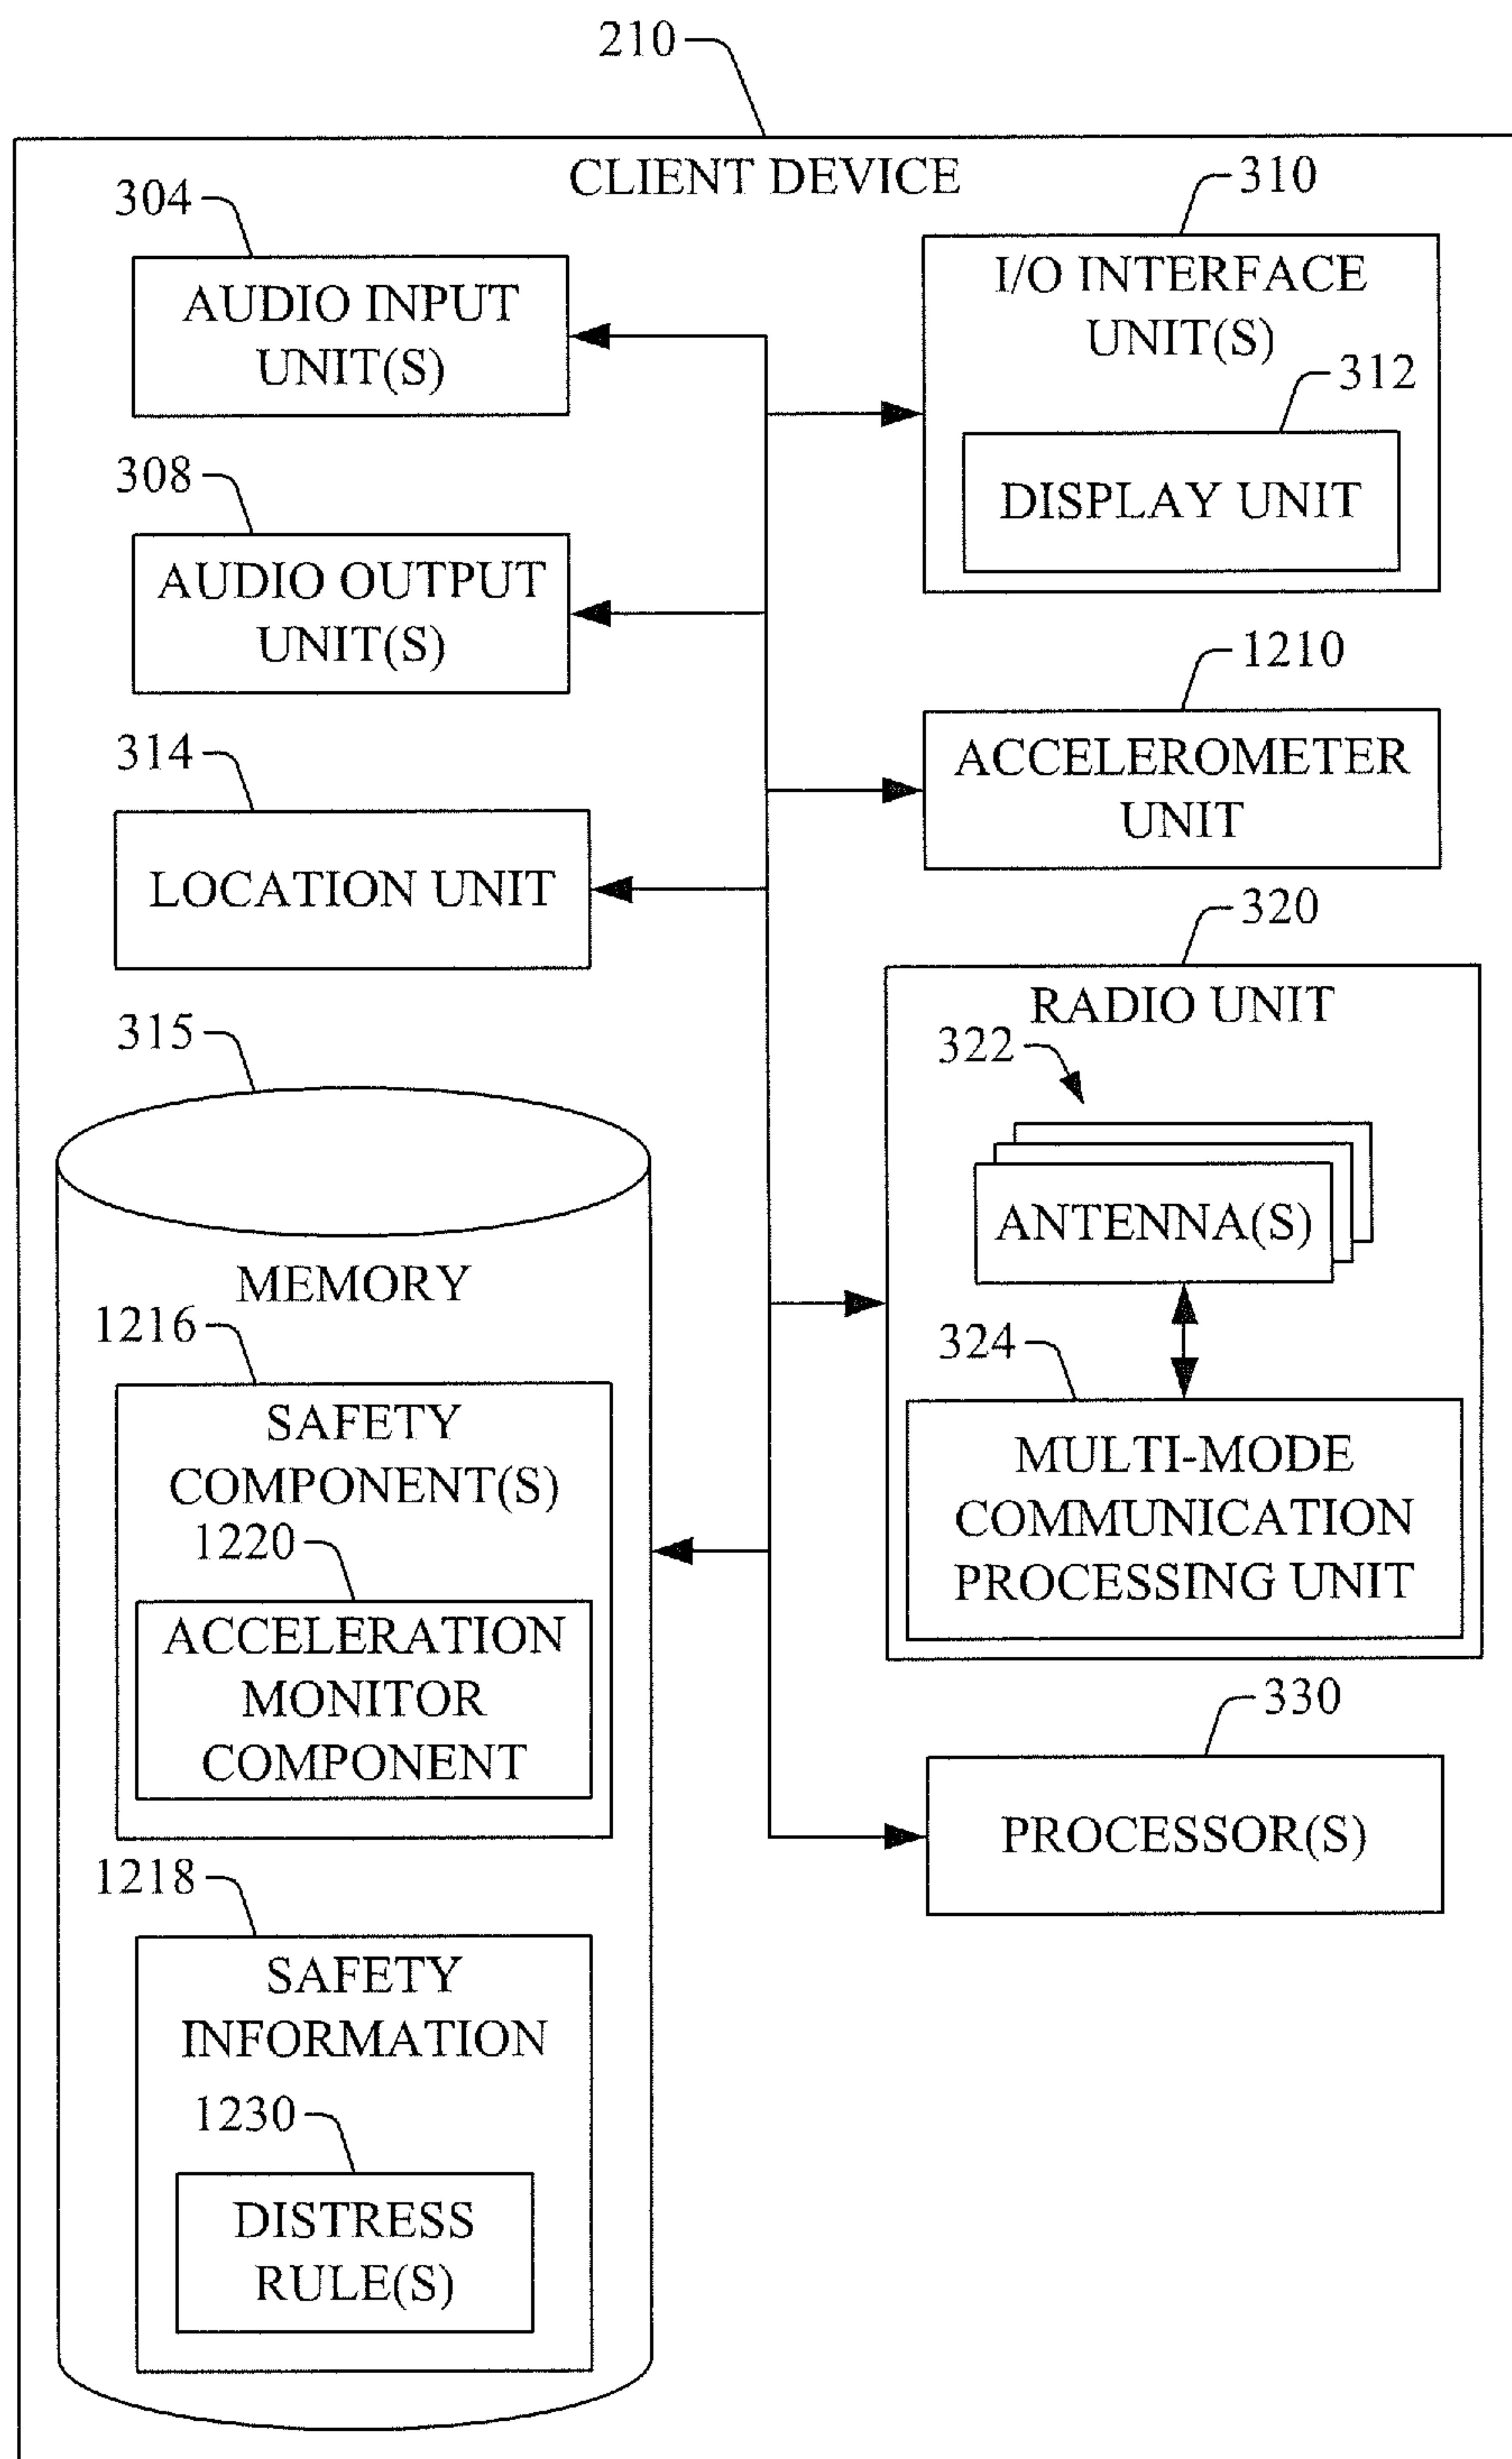 210
CLIENT DEVICE
304
AUDIO INPUT
UNIT(S)
308
AUDIO OUTPUT
UNIT(S)
314
LOCATION UNIT
315
MEMORY
1216
SAFETY
COMPONENT(S)
1220
ACCELERATION
MONITOR
COMPONENT
1218
SAFETY
INFORMATION
1230
DISTRESS
RULE(S)
310
I/O INTERFACE
UNIT(S)
312
DISPLAY UNIT
1210
ACCELEROMETER
UNIT
320
RADIO UNIT
322
ANTENNA(S)
324
MULTI-MODE
COMMUNICATION
PROCESSING UNIT
330
PROCESSOR(S)